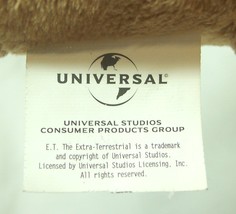 UNIVERSAL®
UNIVERSAL STUDIOS
CONSUMER PRODUCTS GROUP
E.T. The Extra-Terrestrial is a trademark
and copyright of Universal Studios.
Licensed by Universal Studios Licensing, Inc.
All rights reserved.